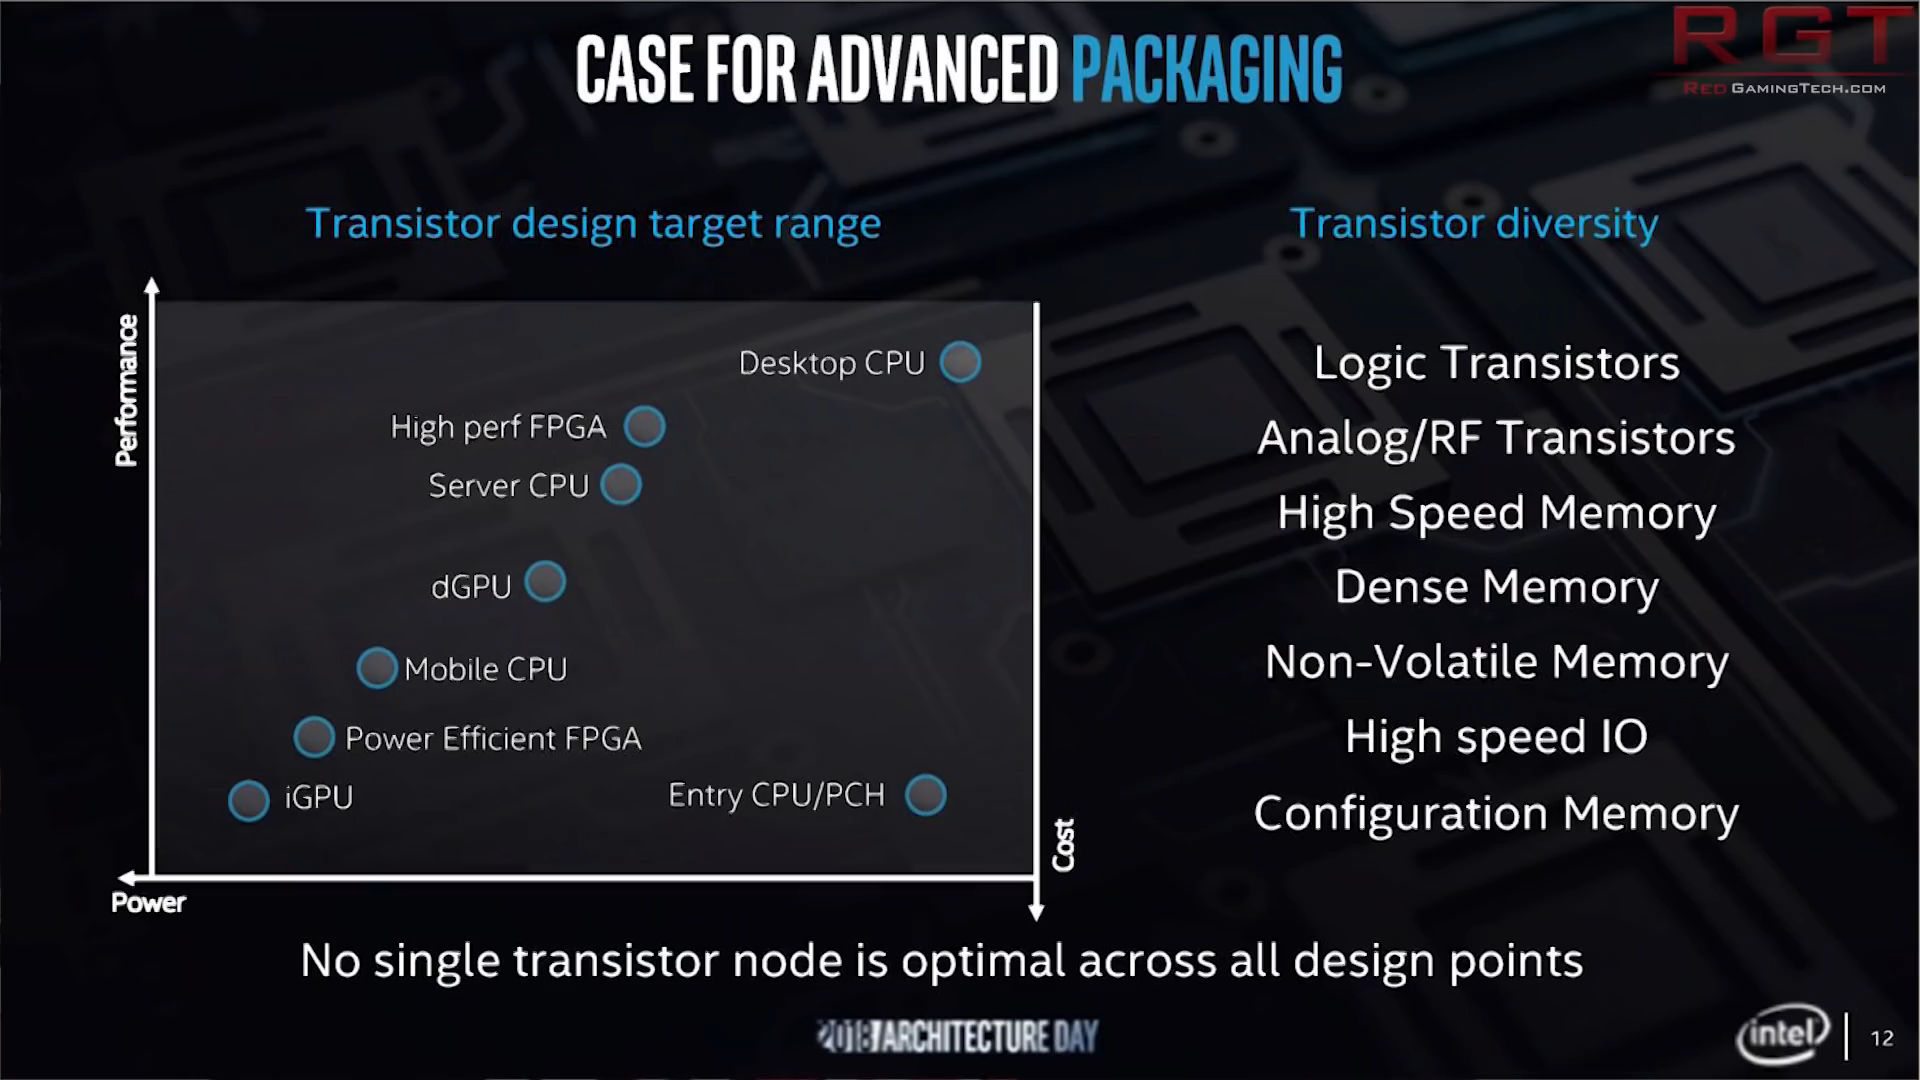 RGT
RED GAMINGTECH.COM
CASE FOR ADVANCED PACKAGING
Transistor design target range
Performance
Desktop CPU
High perf FPGA
Server CPU
dGPU
Mobile CPU
Power Efficient FPGA
iGPU
Entry CPU/PCH
Cost
Power
Transistor diversity
Logic Transistors
Analog/RF Transistors
High Speed Memory
Dense Memory
Non-Volatile Memory
High speed IO
Configuration Memory
No single transistor node is optimal across all design points
2018 ARCHITECTURE DAY
intel
12